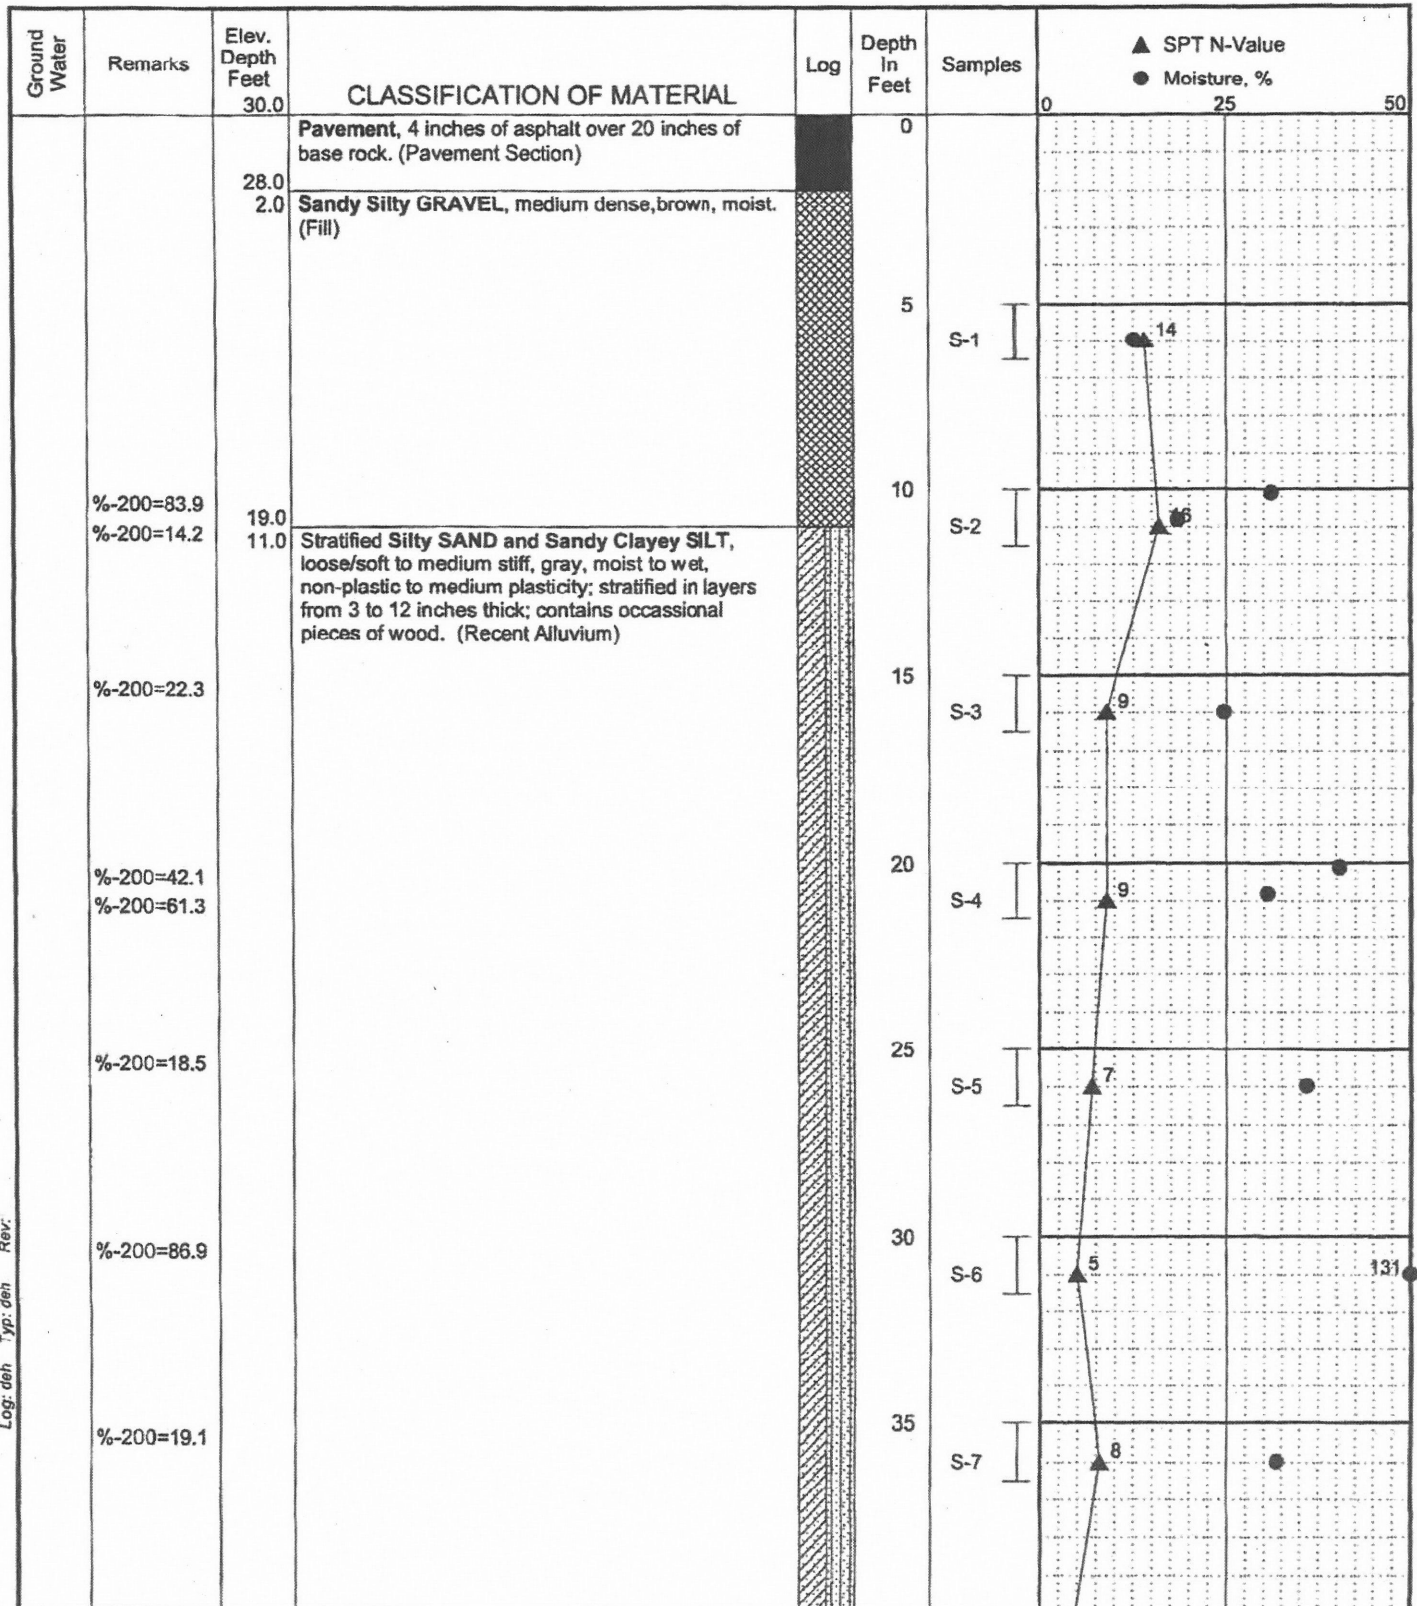 Ground
Water
Remarks
Elev.
Depth
Feet
30.0
CLASSIFICATION OF MATERIAL
Log
Depth
In
Feet
Samples
▲ SPT N-Value
● Moisture, %
0 25 50
Pavement, 4 inches of asphalt over 20 inches of
base rock. (Pavement Section)
0
28.0
2.0
Sandy Silty GRAVEL, medium dense,brown, moist.
(Fill)
5
S-1
14
%-200=83.9
10
19.0
%-200=14.2
11.0
S-2
16
Stratified Silty SAND and Sandy Clayey SILT,
loose/soft to medium stiff, gray, moist to wet,
non-plastic to medium plasticity; stratified in layers
from 3 to 12 inches thick; contains occassional
pieces of wood. (Recent Alluvium)
%-200=22.3
15
S-3
9
%-200=42.1
20
%-200=61.3
S-4
9
%-200=18.5
25
S-5
7
%-200=86.9
30
S-6
5
131
%-200=19.1
35
S-7
8
Log: deh Typ: deh Rev: